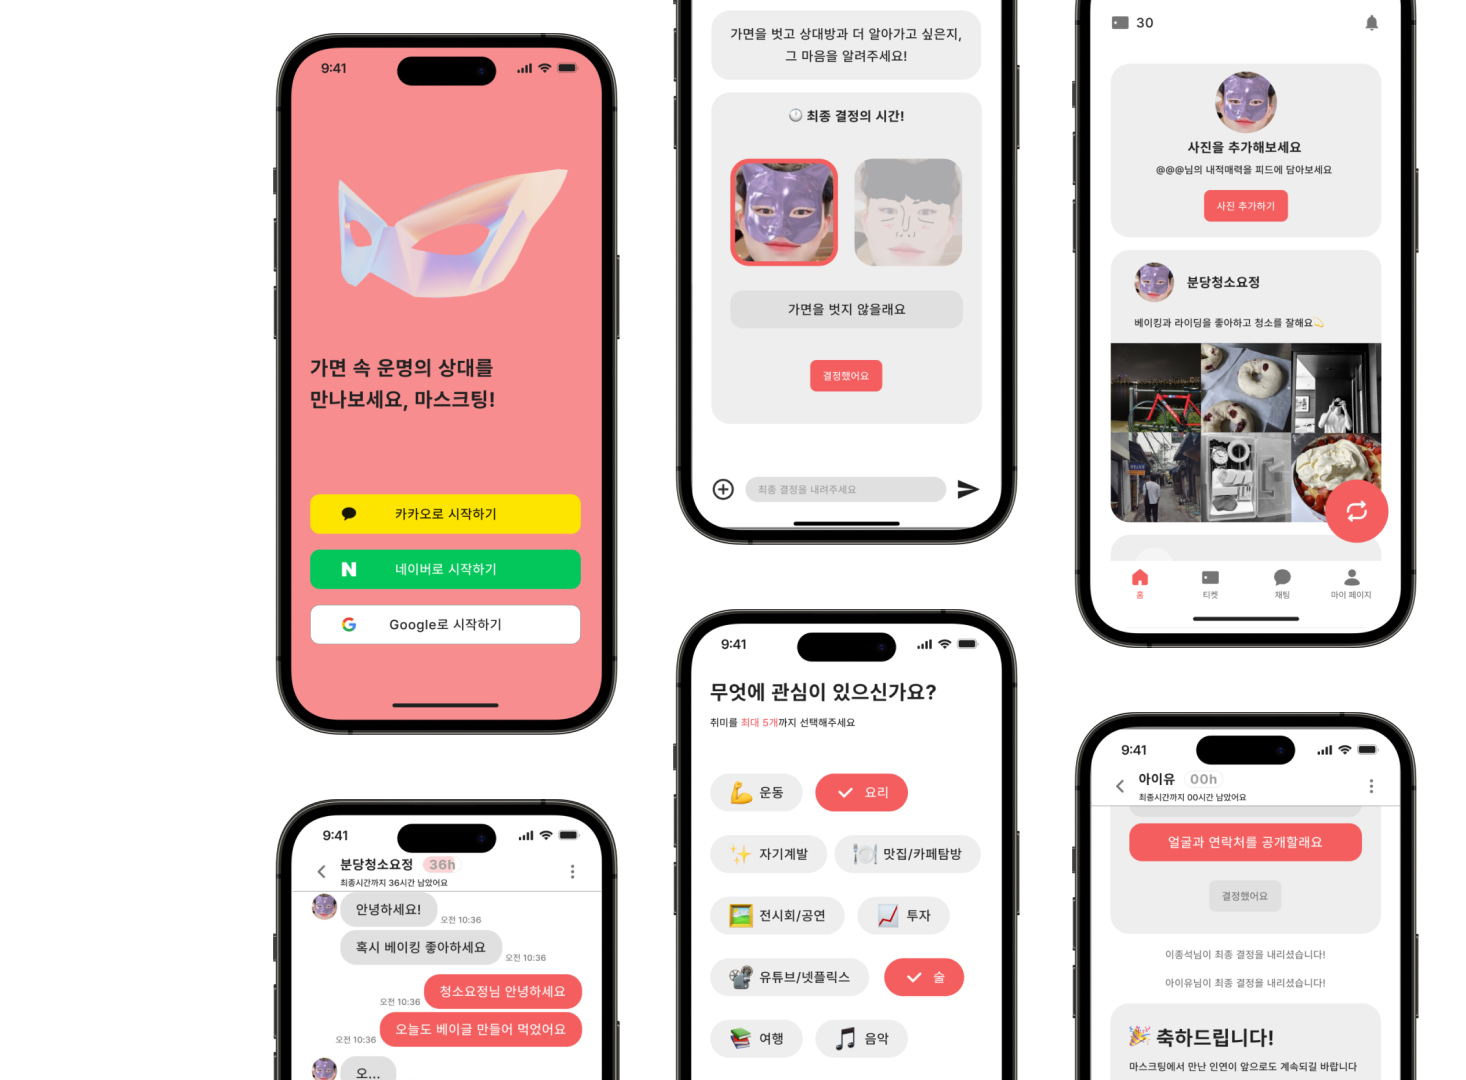 9:41
가면 속 운명의 상대를
만나보세요, 마스크팅!
카카오로 시작하기
N 네이버로 시작하기
G Google로 시작하기
9:41
분당청소요정 36h
최종시간까지 36시간 남았어요
안녕하세요!
오전 10:36
혹시 베이킹 좋아하세요
오전 10:36
청소요정님 안녕하세요
오전 10:36
오늘도 베이글 만들어 먹었어요
오전 10:36
오...
가면을 벗고 상대방과 더 알아가고 싶은지,
그 마음을 알려주세요!
최종 결정의 시간!
가면을 벗지 않을래요
결정했어요
최종 결정을 내려주세요
9:41
무엇에 관심이 있으신가요?
취미를 최대 5개까지 선택해주세요
운동
요리
자기계발
맛집/카페탐방
전시회/공연
투자
유튜브/넷플릭스
술
여행
음악
30
사진을 추가해보세요
@@@님의 내적매력을 피드에 담아보세요
사진 추가하기
분당청소요정
베이킹과 라이딩을 좋아하고 청소를 잘해요💫
홈
티켓
채팅
마이 페이지
9:41
아이유 00h
최종시간까지 00시간 남았어요
얼굴과 연락처를 공개할래요
결정했어요
이종석님이 최종 결정을 내리셨습니다!
아이유님이 최종 결정을 내리셨습니다!
🎉 축하드립니다!
마스크팅에서 만난 인연이 앞으로도 계속되길 바랍니다